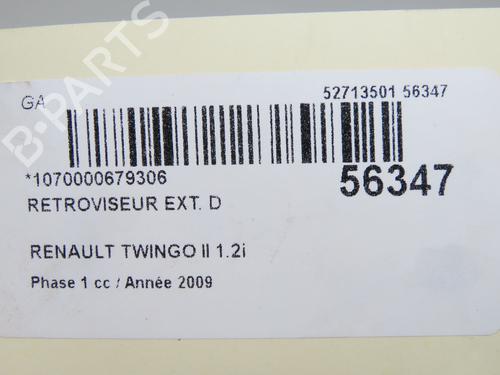 GA 52713501 56347
*1070000679306 56347
RETROVISEUR EXT. D
RENAULT TWINGO II 1.2i
Phase 1 cc / Année 2009
B-PARTS